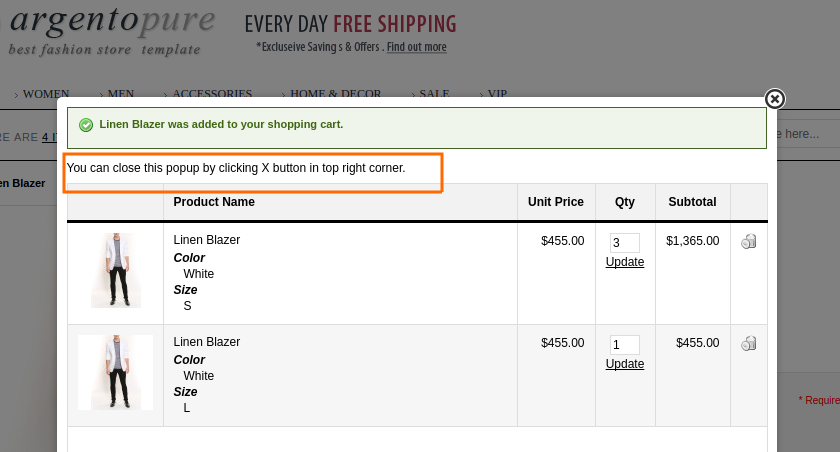 argentopure
best fashion store template
EVERY DAY FREE SHIPPING
*Excluseive Saving s & Offers . Find out more
WOMEN MEN ACCESSORIES HOME & DECOR SALE VIP
RE ARE 4 I
e here...
Linen Blazer was added to your shopping cart.
You can close this popup by clicking X button in top right corner.
en Blazer
Product Name Unit Price Qty Subtotal
Linen Blazer $455.00 3 $1,365.00
Color
Update
White
Size
S
Linen Blazer $455.00 1 $455.00
Color
Update
White
Size
L
* Require